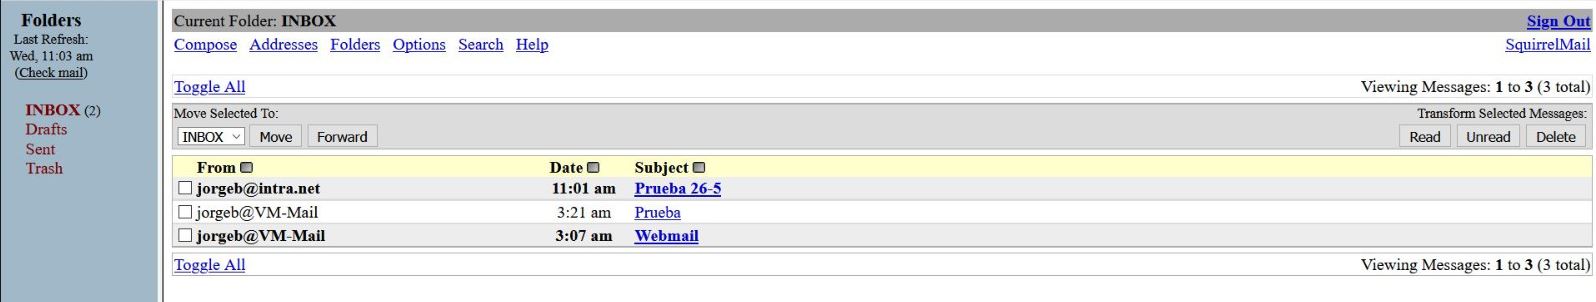 Folders
Last Refresh:
Wed, 11:03 am
(Check mail)
INBOX (2)
Drafts
Sent
Trash
Current Folder: INBOX Sign Out
Compose Addresses Folders Options Search Help SquirrelMail
Toggle All Viewing Messages: 1 to 3 (3 total)
Move Selected To: Transform Selected Messages:
INBOX Move Forward Read Unread Delete
From Date Subject
jorgeb@intra.net 11:01 am Prueba 26-5
jorgeb@VM-Mail 3:21 am Prueba
jorgeb@VM-Mail 3:07 am Webmail
Toggle All Viewing Messages: 1 to 3 (3 total)